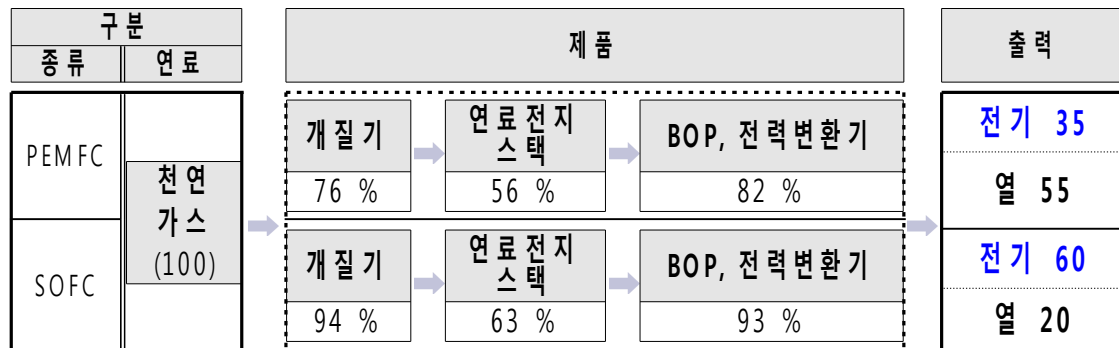 구분
종류 연료
제품
출력
PEMFC
천연
가스
(100)
개질기
76 %
연료전지
스택
56 %
BOP, 전력변환기
82 %
전기 35
열 55
SOFC
개질기
94 %
연료전지
스택
63 %
BOP, 전력변환기
93 %
전기 60
열 20